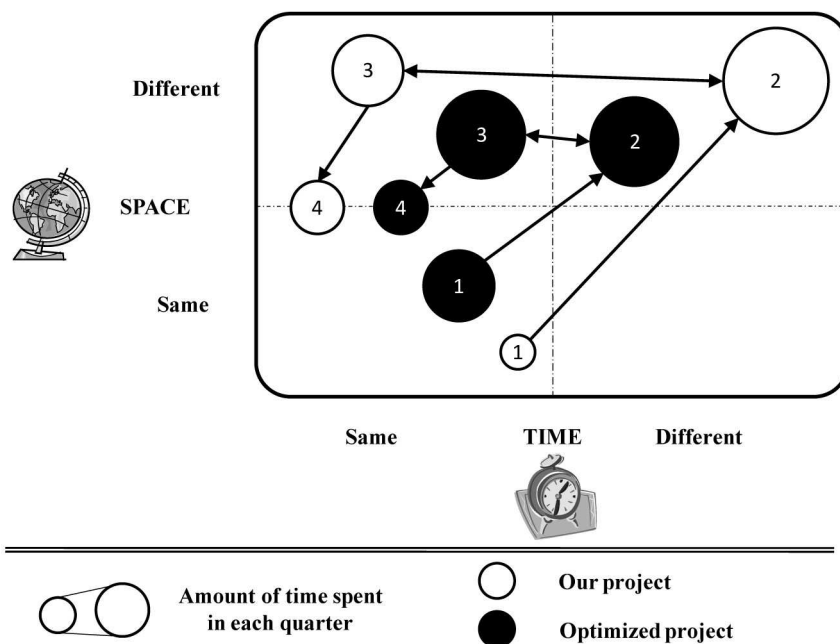 Different
3
2
3
2
SPACE
4
4
Same
1
1
Same TIME Different
Amount of time spent
in each quarter
Our project
Optimized project